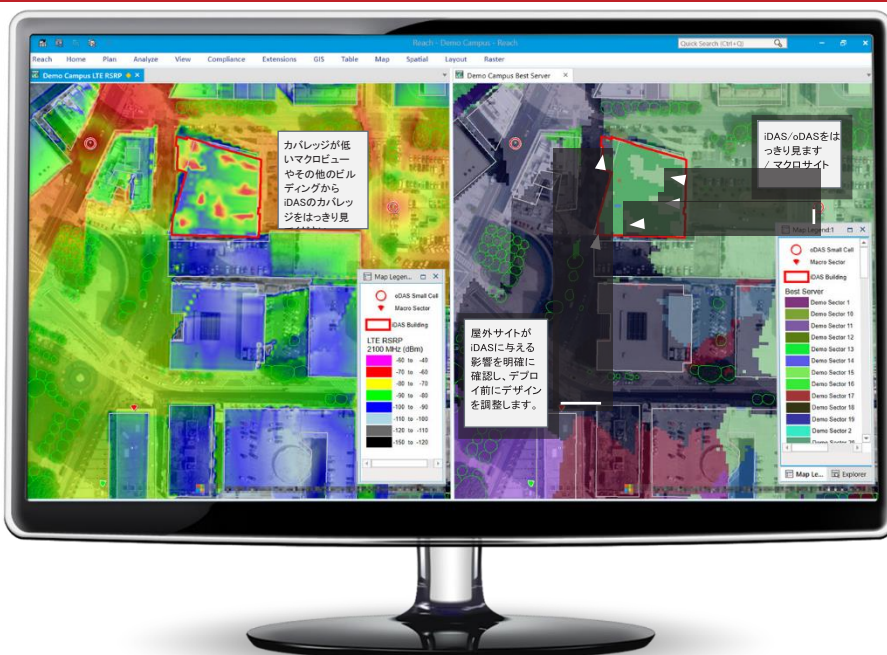 Reach - Demo Campus - Reach
Quick Search (Ctrl+Q)
Reach Home Plan Analyze View Compliance Extensions GIS Table Map Spatial Layout Raster
Demo Campus LTE RSRP
Demo Campus Best Server
カバレッジが低
いマクロビュー
やその他のビル
ディングから
iDASのカバレッ
ジをはっきり見
iDAS/oDASをは
っきり見ます
/ マクロサイト
屋外サイトが
iDASに与える
影響を明確に
確認し、デプロ
イ前にデザイン
を調整します。
Map Legen...
oDAS Small Cell
Macro Sector
iDAS Building
LTE RSRP
2100 MHz (dBm)
-60 to -40
-70 to -60
-80 to -70
-90 to -80
-100 to -90
-110 to -100
-120 to -110
-150 to -120
Map Legend:1
oDAS Small Cell
Macro Sector
iDAS Building
Best Server
Demo Sector 1
Demo Sector 10
Demo Sector 11
Demo Sector 12
Demo Sector 13
Demo Sector 14
Demo Sector 15
Demo Sector 16
Demo Sector 17
Demo Sector 18
Demo Sector 19
Demo Sector 2
Demo Sector 20
Map Le... Explorer